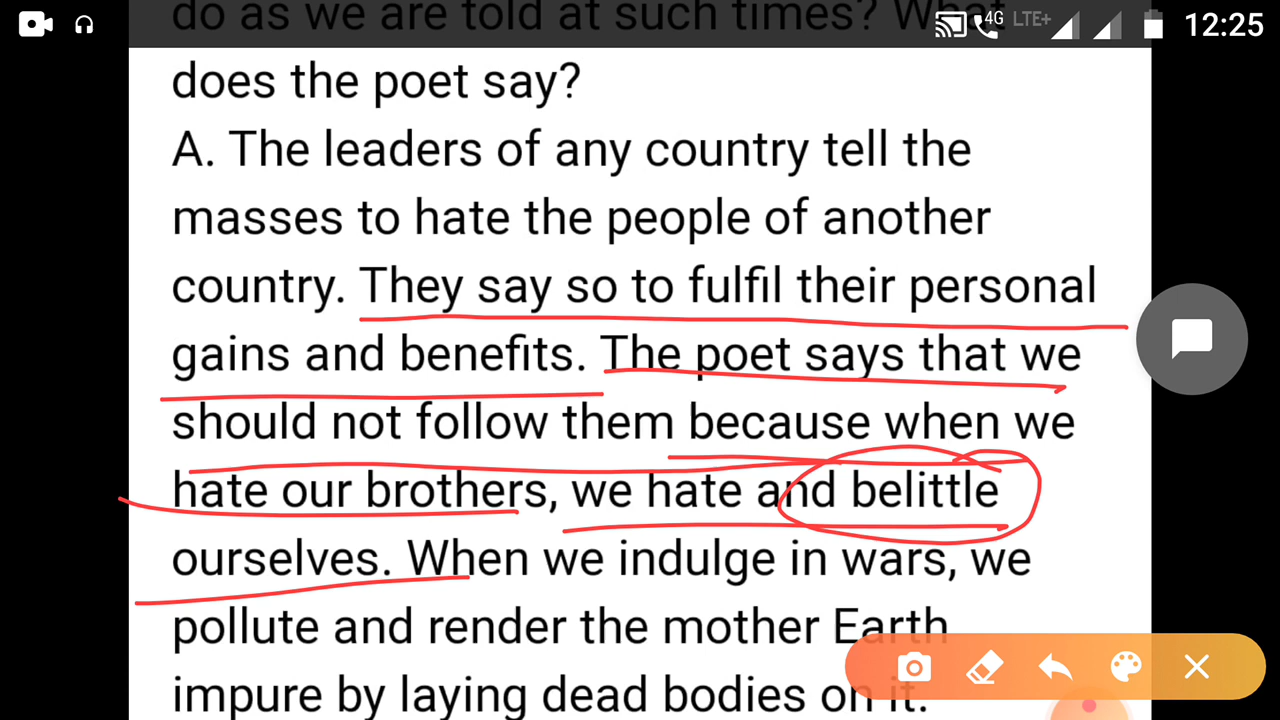 do as we are told at such times? What
4G LTE+ 12:25
does the poet say?
A. The leaders of any country tell the
masses to hate the people of another
country. They say so to fulfil their personal
gains and benefits. The poet says that we
should not follow them because when we
hate our brothers, we hate and belittle
ourselves. When we indulge in wars, we
pollute and render the mother Earth
impure by laying dead bodies on it.